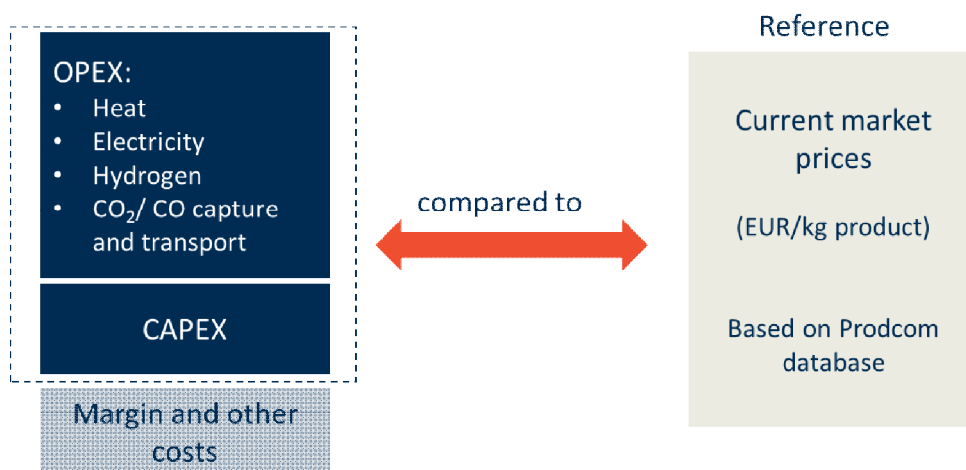 Reference
OPEX:
• Heat
• Electricity
• Hydrogen
• CO₂/ CO capture
and transport
CAPEX
Margin and other
costs
compared to
Current market
prices
(EUR/kg product)
Based on Prodcom
database